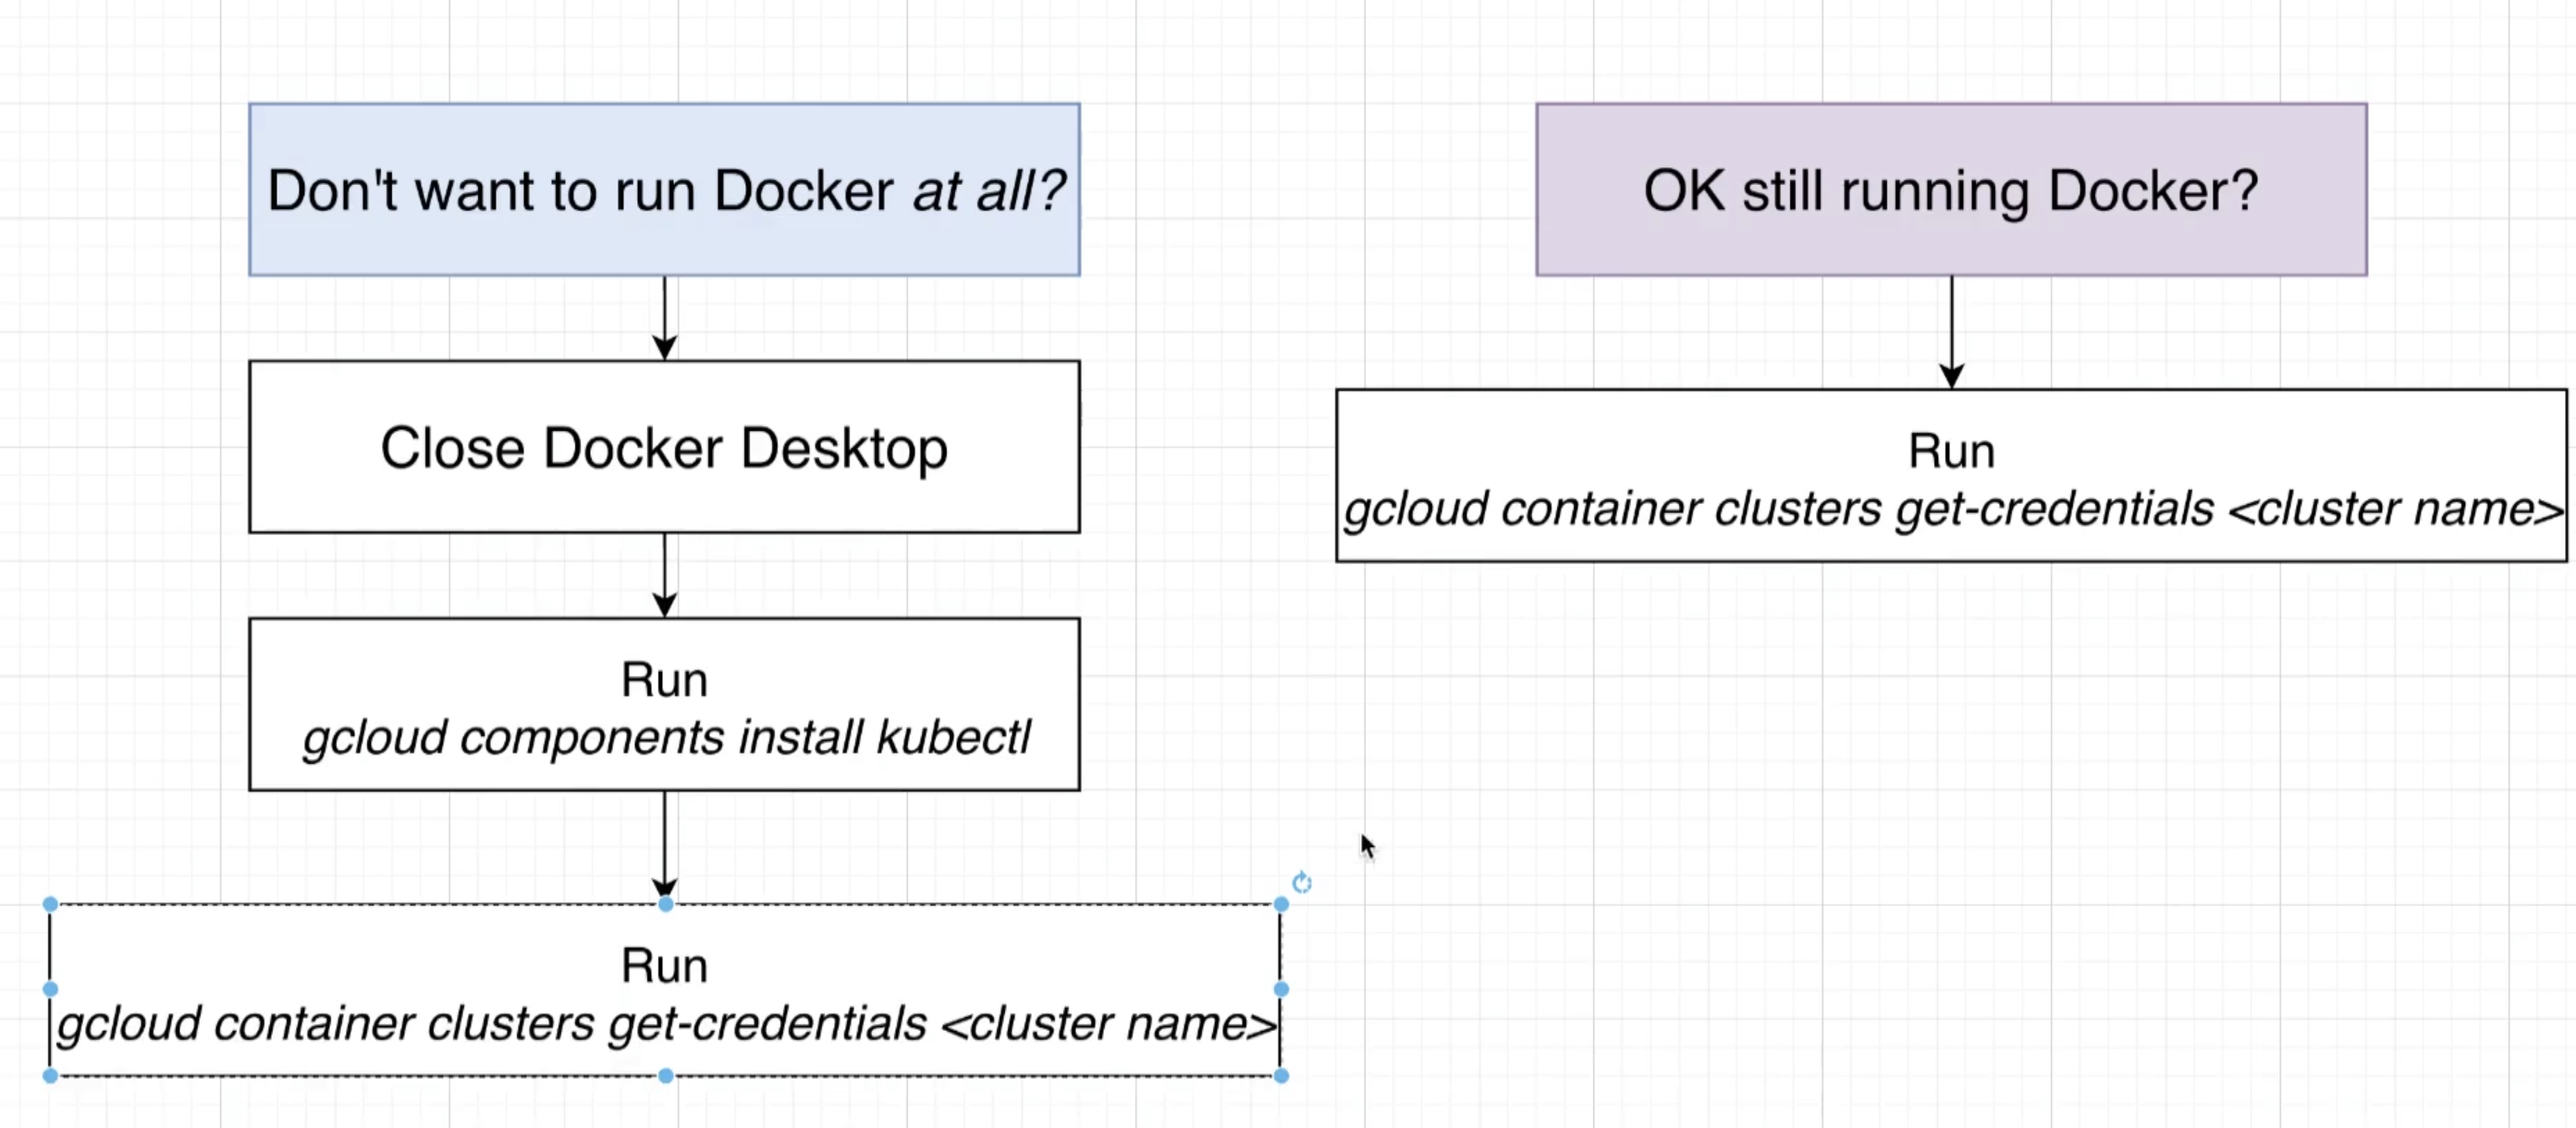 Don't want to run Docker at all?
Close Docker Desktop
Run
gcloud components install kubectl
Run
gcloud container clusters get-credentials <cluster name>
OK still running Docker?
Run
gcloud container clusters get-credentials <cluster name>